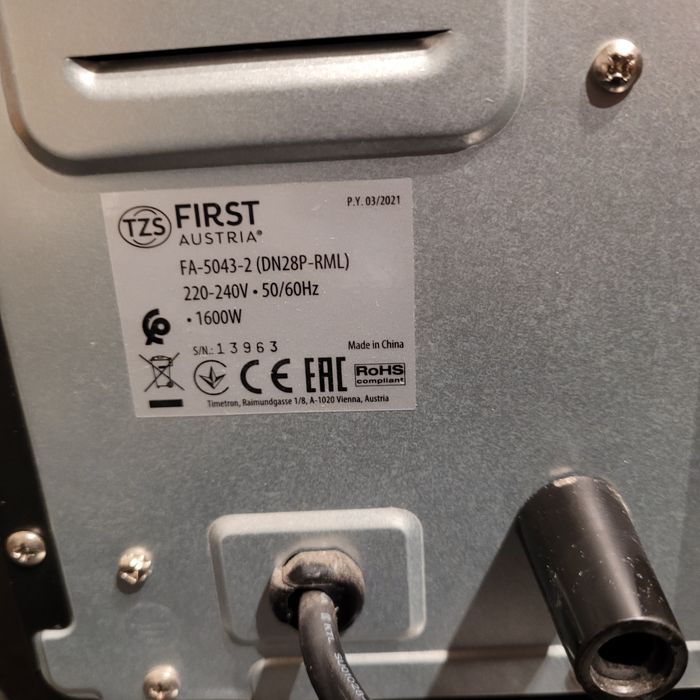 TZS FIRST
AUSTRIA®
P.Y. 03/2021
FA-5043-2 (DN28P-RML)
220-240V • 50/60Hz
• 1600W
S/N.: 13963
Made in China
CE EAC RoHS
compliant
Timetron, Raimundgasse 1/8, A-1020 Vienna, Austria